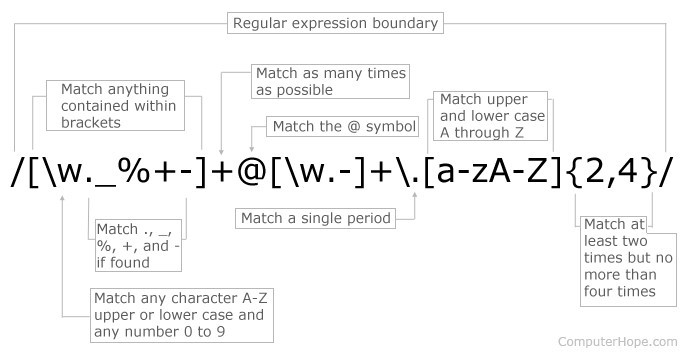 Regular expression boundary
Match anything
contained within
brackets
Match as many times
as possible
Match the @ symbol
Match upper
and lower case
A through Z
/[\w._%+-]+@[\w.-]+\.[a-zA-Z]{2,4}/
Match ., _,
%, +, and -
if found
Match a single period
Match at
least two
times but no
more than
four times
Match any character A-Z
upper or lower case and
any number 0 to 9
ComputerHope.com